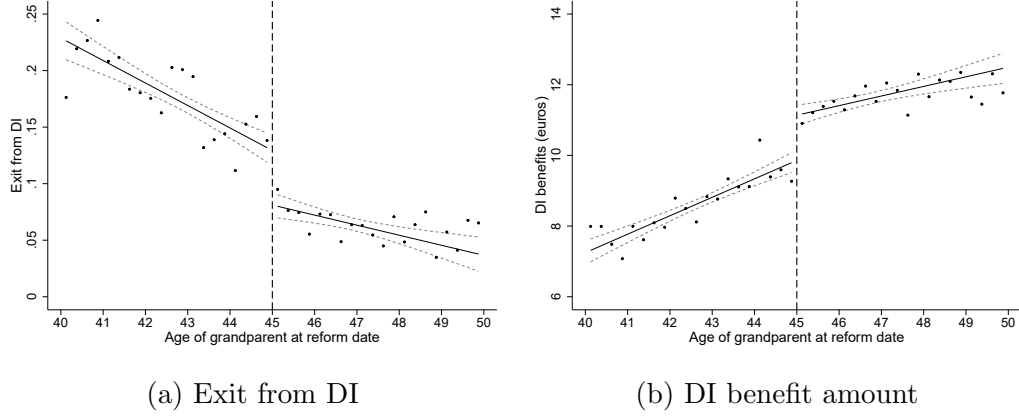 Exit from DI
0 .05 .1 .15 .2 .25
40 41 42 43 44 45 46 47 48 49 50
Age of grandparent at reform date
(a) Exit from DI
DI benefits (euros)
6 8 10 12 14
40 41 42 43 44 45 46 47 48 49 50
Age of grandparent at reform date
(b) DI benefit amount